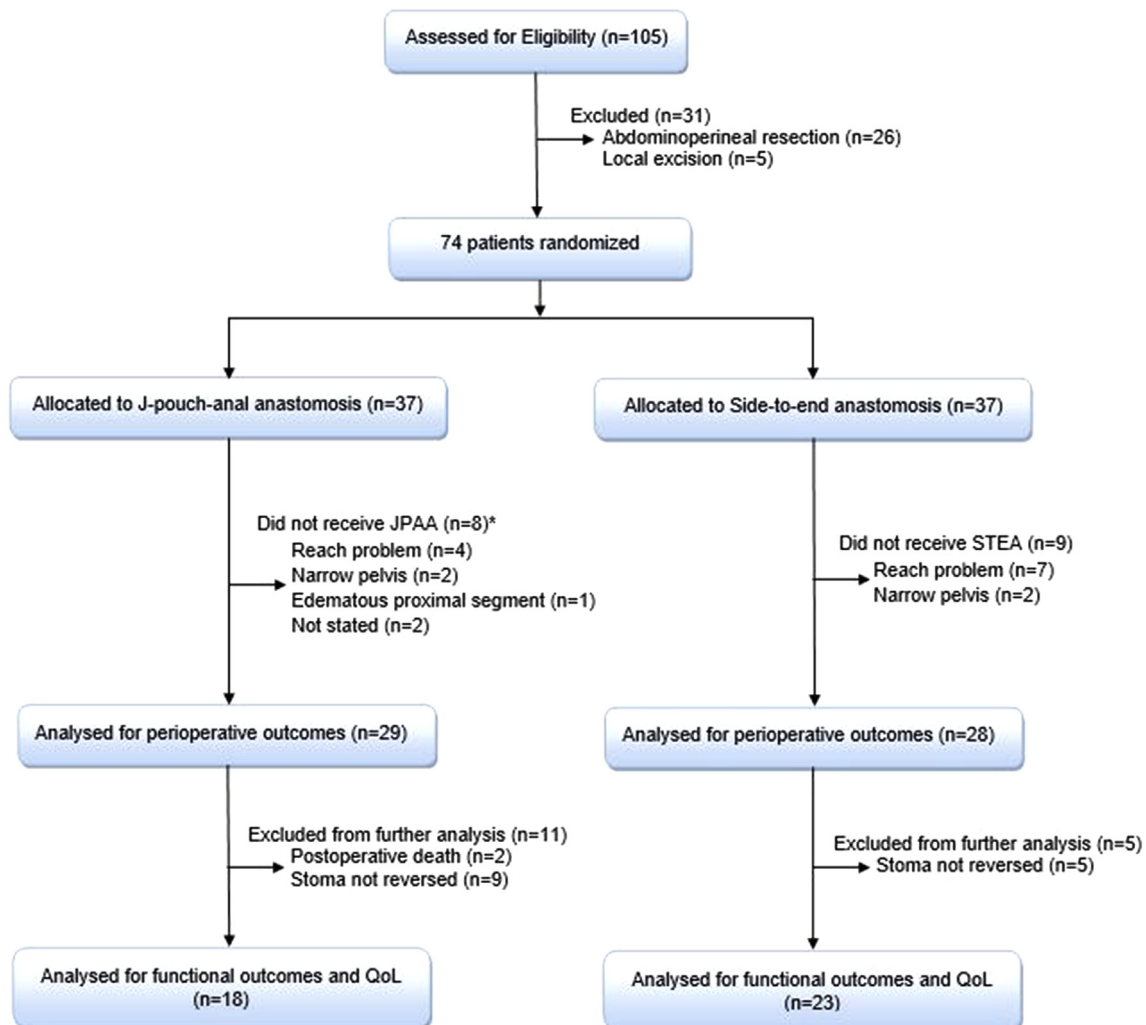 Assessed for Eligibility (n=105)
Excluded (n=31)
Abdominoperineal resection (n=26)
Local excision (n=5)
74 patients randomized
Allocated to J-pouch-anal anastomosis (n=37)
Allocated to Side-to-end anastomosis (n=37)
Did not receive JPAA (n=8)*
Reach problem (n=4)
Narrow pelvis (n=2)
Edematous proximal segment (n=1)
Not stated (n=2)
Did not receive STEA (n=9)
Reach problem (n=7)
Narrow pelvis (n=2)
Analysed for perioperative outcomes (n=29)
Analysed for perioperative outcomes (n=28)
Excluded from further analysis (n=11)
Postoperative death (n=2)
Stoma not reversed (n=9)
Excluded from further analysis (n=5)
Stoma not reversed (n=5)
Analysed for functional outcomes and QoL
(n=18)
Analysed for functional outcomes and QoL
(n=23)